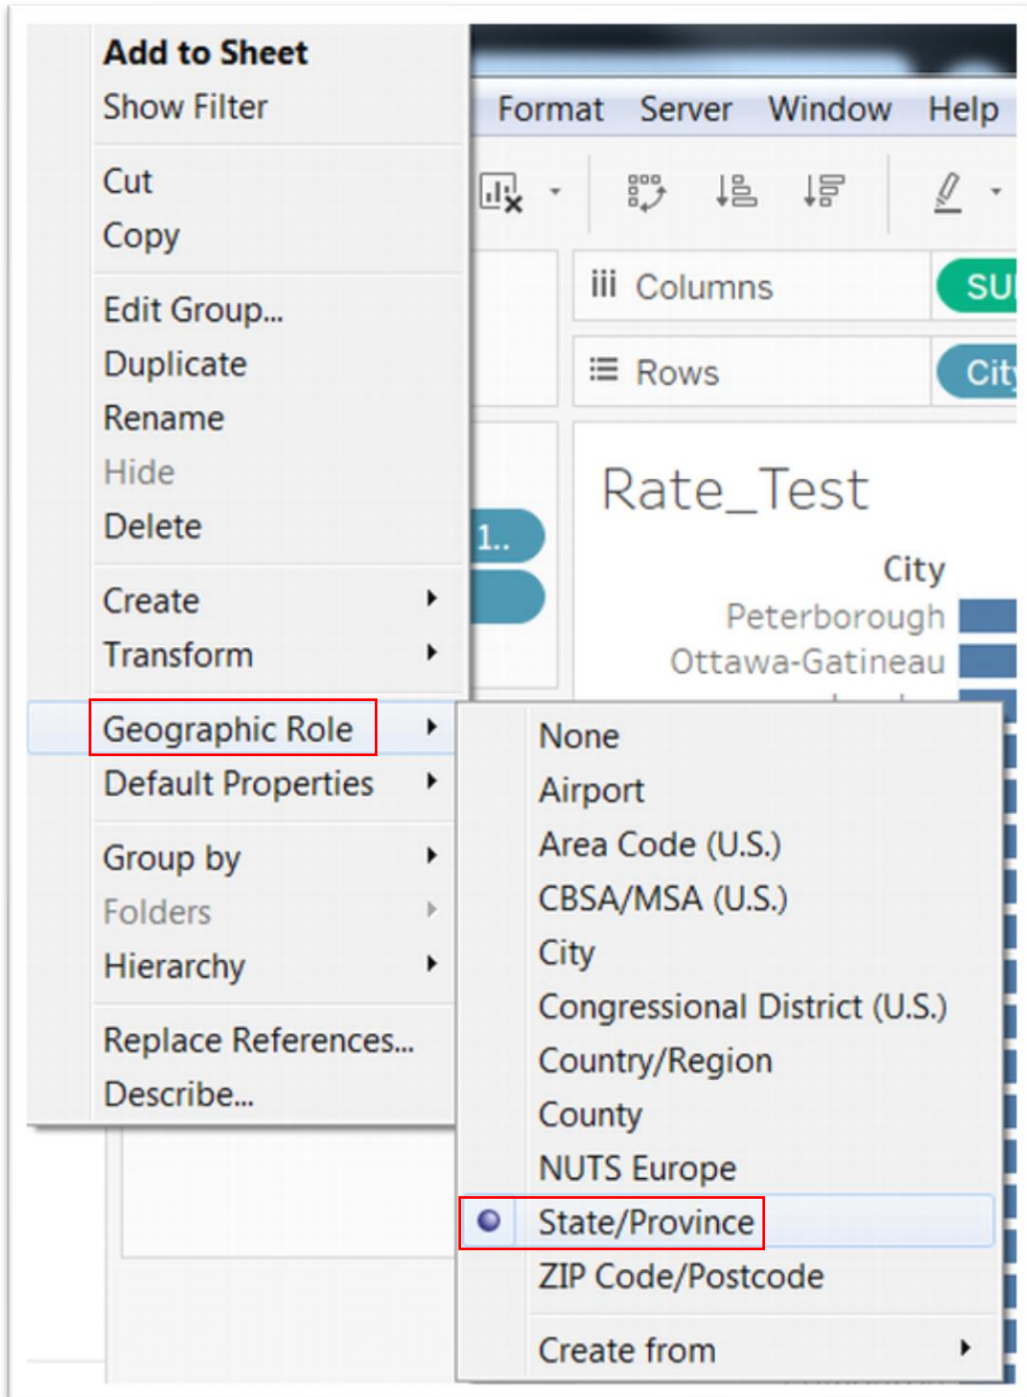 Add to Sheet
Show Filter
Cut
Copy
Edit Group...
Duplicate
Rename
Hide
Delete
Create
Transform
Geographic Role
Default Properties
Group by
Folders
Hierarchy
Replace References...
Describe...
Format Server Window Help
Columns SU
Rows City
Rate_Test
1..
City
Peterborough
Ottawa-Gatineau
None
Airport
Area Code (U.S.)
CBSA/MSA (U.S.)
City
Congressional District (U.S.)
Country/Region
County
NUTS Europe
State/Province
ZIP Code/Postcode
Create from